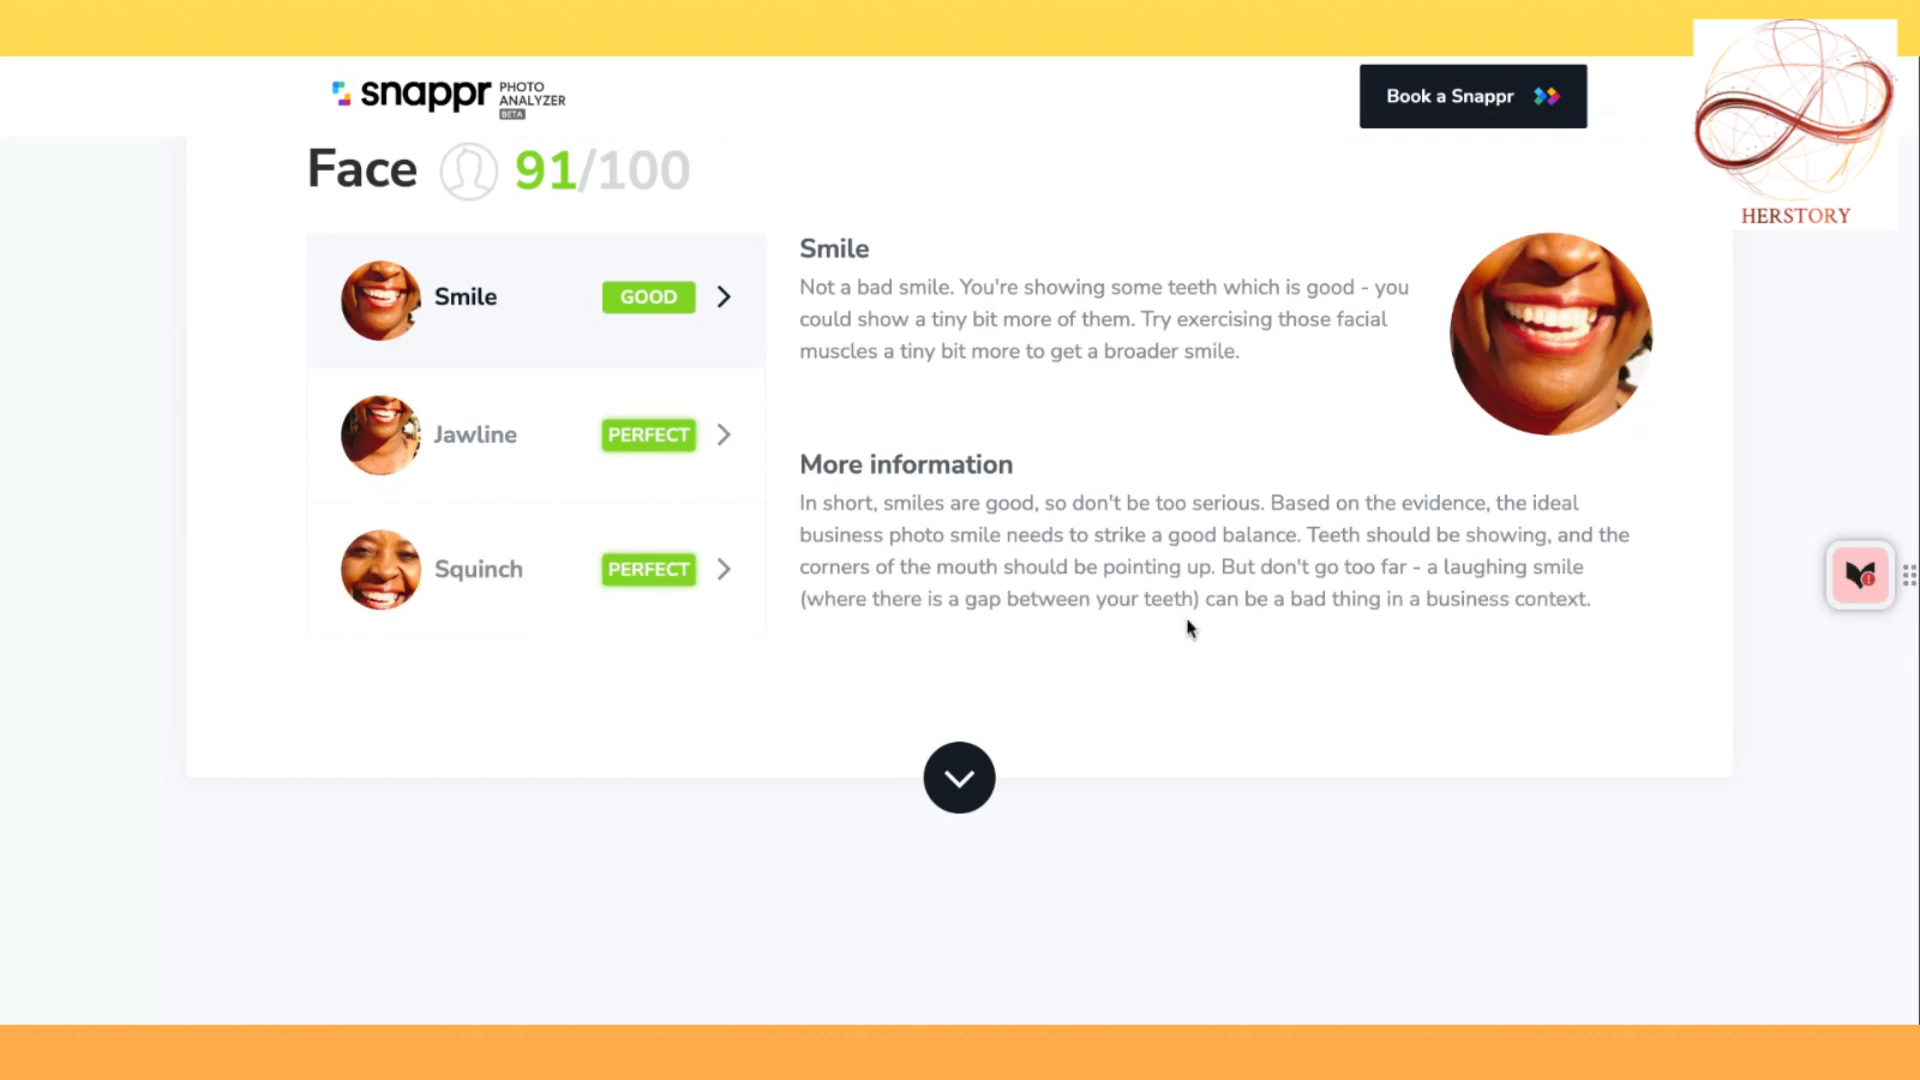 snappr PHOTO
ANALYZER
BETA
Book a Snappr
HERSTORY
Face 91/100
Smile GOOD
Jawline PERFECT
Squinch PERFECT
Smile
Not a bad smile. You're showing some teeth which is good - you
could show a tiny bit more of them. Try exercising those facial
muscles a tiny bit more to get a broader smile.
More information
In short, smiles are good, so don't be too serious. Based on the evidence, the ideal
business photo smile needs to strike a good balance. Teeth should be showing, and the
corners of the mouth should be pointing up. But don't go too far - a laughing smile
(where there is a gap between your teeth) can be a bad thing in a business context.